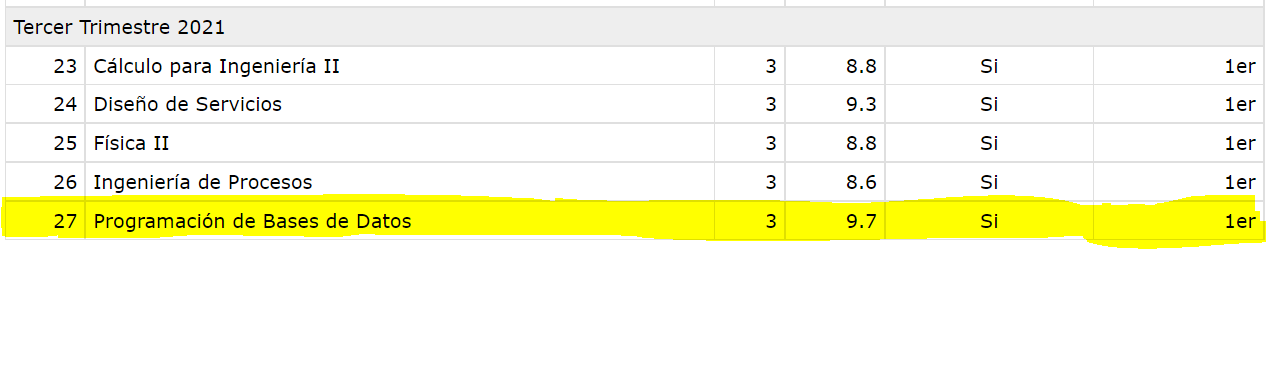 Tercer Trimestre 2021
23 Cálculo para Ingeniería II 3 8.8 Si 1er
24 Diseño de Servicios 3 9.3 Si 1er
25 Física II 3 8.8 Si 1er
26 Ingeniería de Procesos 3 8.6 Si 1er
27 Programación de Bases de Datos 3 9.7 Si 1er